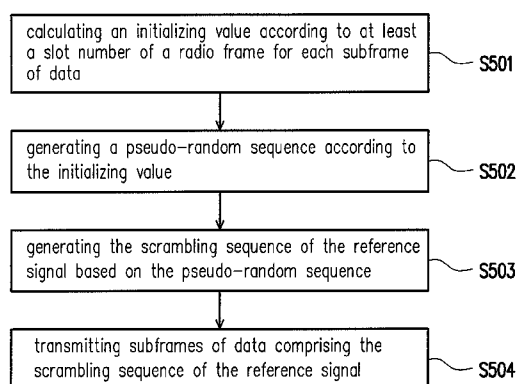 calculating an initializing value according to at least
a slot number of a radio frame for each subframe
of data
S501
generating a pseudo-random sequence according to
the initializing value
S502
generating the scrambling sequence of the reference
signal based on the pseudo-random sequence
S503
transmitting subframes of data comprising the
scrambling sequence of the reference signal
S504